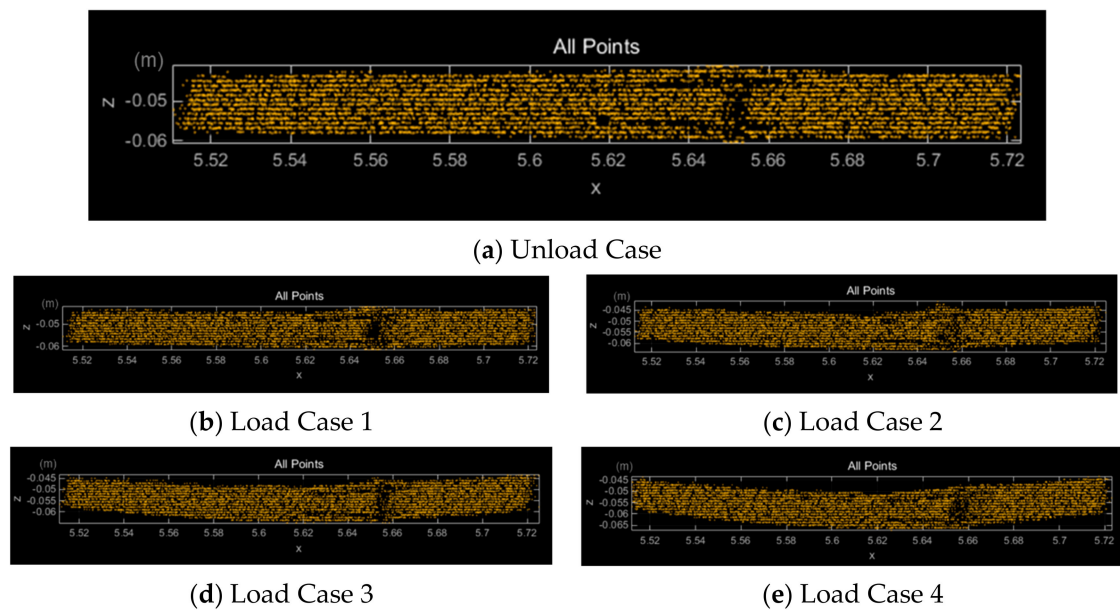 All Points
(m)
-0.05
z
-0.06
5.52 5.54 5.56 5.58 5.6 5.62 5.64 5.66 5.68 5.7 5.72
x
(a) Unload Case
All Points
(m)
-0.05
z
-0.06
5.52 5.54 5.56 5.58 5.6 5.62 5.64 5.66 5.68 5.7 5.72
x
(b) Load Case 1
All Points
(m)
-0.045
-0.05
z
-0.055
-0.06
5.52 5.54 5.56 5.58 5.6 5.62 5.64 5.66 5.68 5.7 5.72
x
(c) Load Case 2
All Points
(m)
-0.045
-0.05
z
-0.055
-0.06
5.52 5.54 5.56 5.58 5.6 5.62 5.64 5.66 5.68 5.7 5.72
x
(d) Load Case 3
All Points
(m)
-0.045
-0.05
z
-0.055
-0.06
-0.065
5.52 5.54 5.56 5.58 5.6 5.62 5.64 5.66 5.68 5.7 5.72
x
(e) Load Case 4